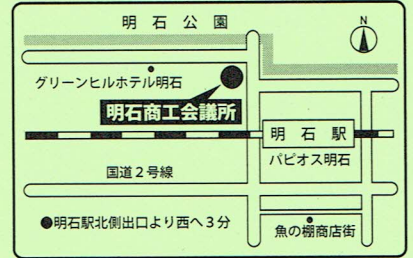 明石公園
N
グリーンヒルホテル明石
明石商工会議所
明石駅
パピオス明石
国道２号線
●明石駅北側出口より西へ３分
魚の棚商店街